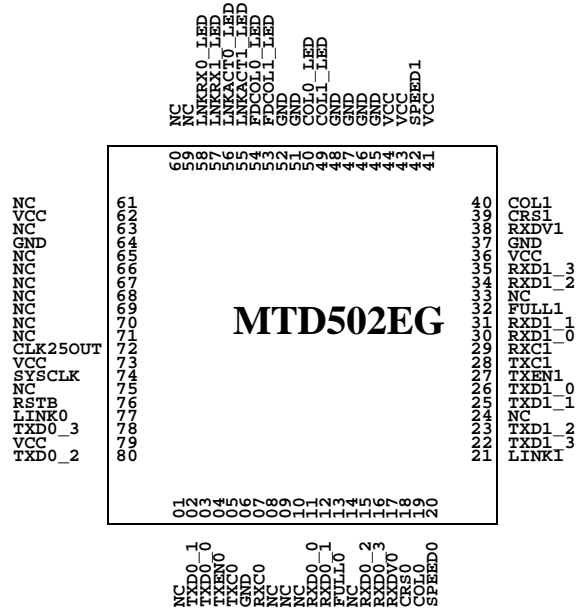 NC 60
NC 59
LNKRX0_LED 58
LNKRX1_LED 57
LNKACT0_LED 56
LNKACT1_LED 55
FDCOL0_LED 54
FDCOL1_LED 53
GND 52
GND 51
COL0_LED 50
COL1_LED 49
GND 48
GND 47
GND 46
GND 45
VCC 44
VCC 43
SPEED1 42
VCC 41
NC 61
VCC 62
NC 63
GND 64
NC 65
NC 66
NC 67
NC 68
NC 69
NC 70
NC 71
CLK25OUT 72
VCC 73
SYSCLK 74
NC 75
RSTB 76
LINK0 77
TXD0_3 78
VCC 79
TXD0_2 80
MTD502EG
40 COL1
39 CRS1
38 RXDV1
37 GND
36 VCC
35 RXD1_3
34 RXD1_2
33 NC
32 FULL1
31 RXD1_1
30 RXD1_0
29 RXC1
28 TXC1
27 TXEN1
26 TXD1_0
25 TXD1_1
24 NC
23 TXD1_2
22 TXD1_3
21 LINKI
NC 01
TXD0_1 02
TXD0_0 03
TXEN0 04
TXC0 05
GND 06
RXC0 07
NC 08
NC 09
NC 10
RXD0_0 11
RXD0_1 12
FULL0 13
NC 14
RXD0_2 15
RXD0_3 16
RXDV0 17
CRS0 18
COL0 19
SPEED0 20